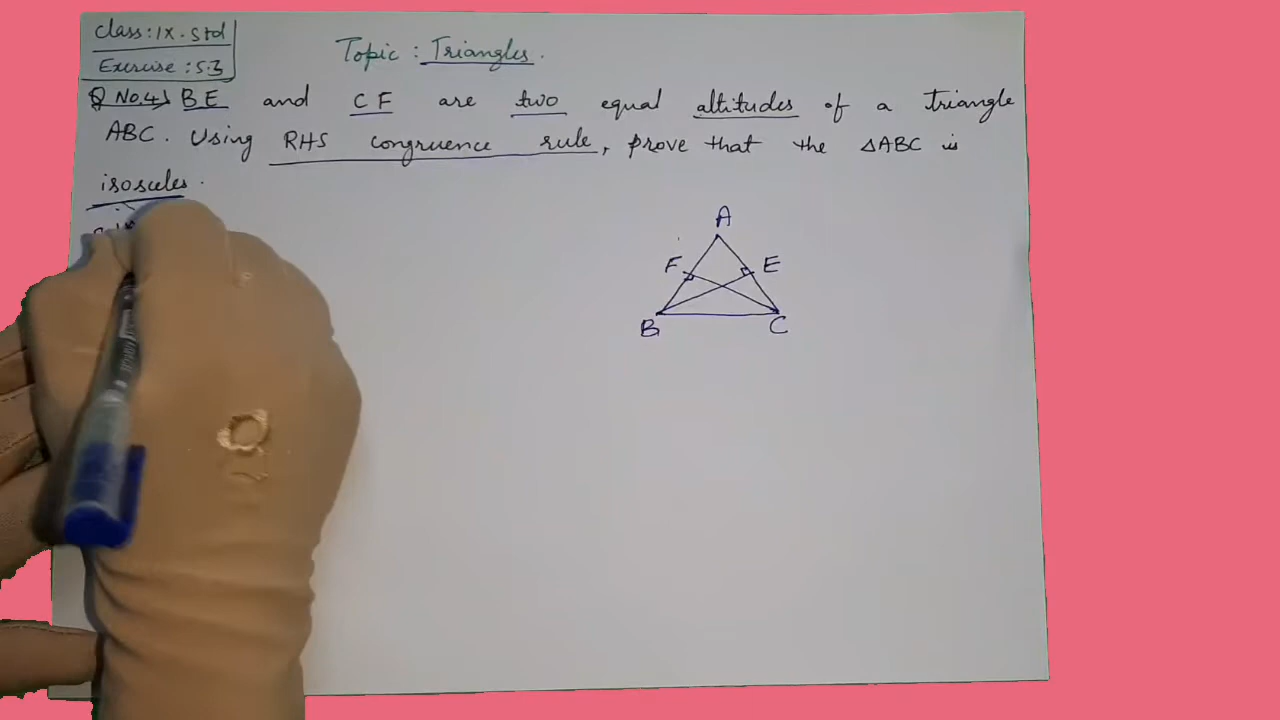 Class: IX. Std
Exercise: 5.3
Topic: Triangles.
Q No.4) BE and CF are two equal altitudes of a triangle
ABC. Using RHS congruence rule, prove that the ΔABC is
isosceles.
A
F E
B C